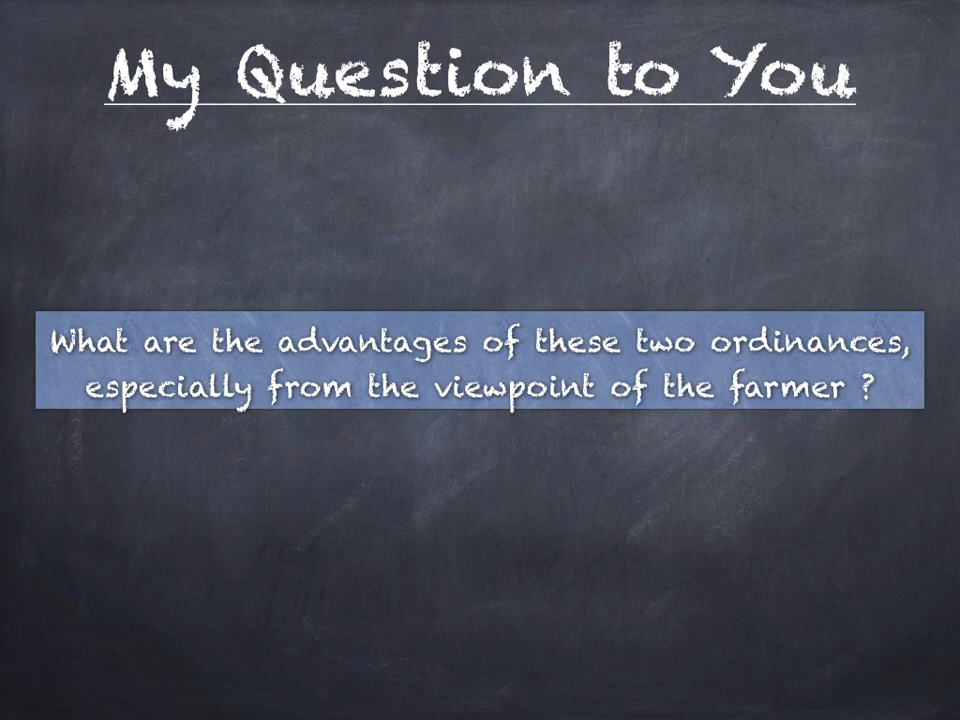 My Question to You
What are the advantages of these two ordinances,
especially from the viewpoint of the farmer ?